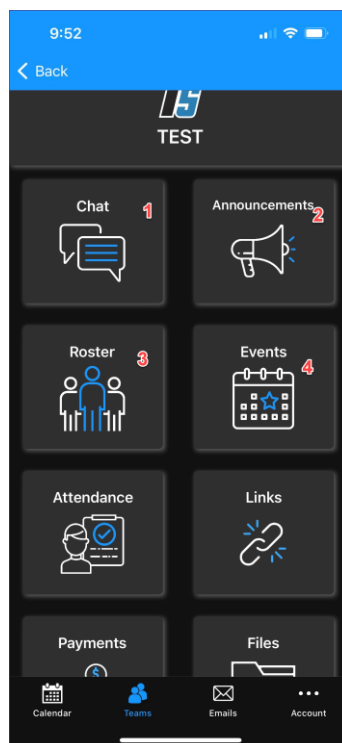 9:52
Back
TEST
Chat 1
Announcements 2
Roster 3
Events 4
Attendance
Links
Payments
Files
$
Calendar
Teams
Emails
Account